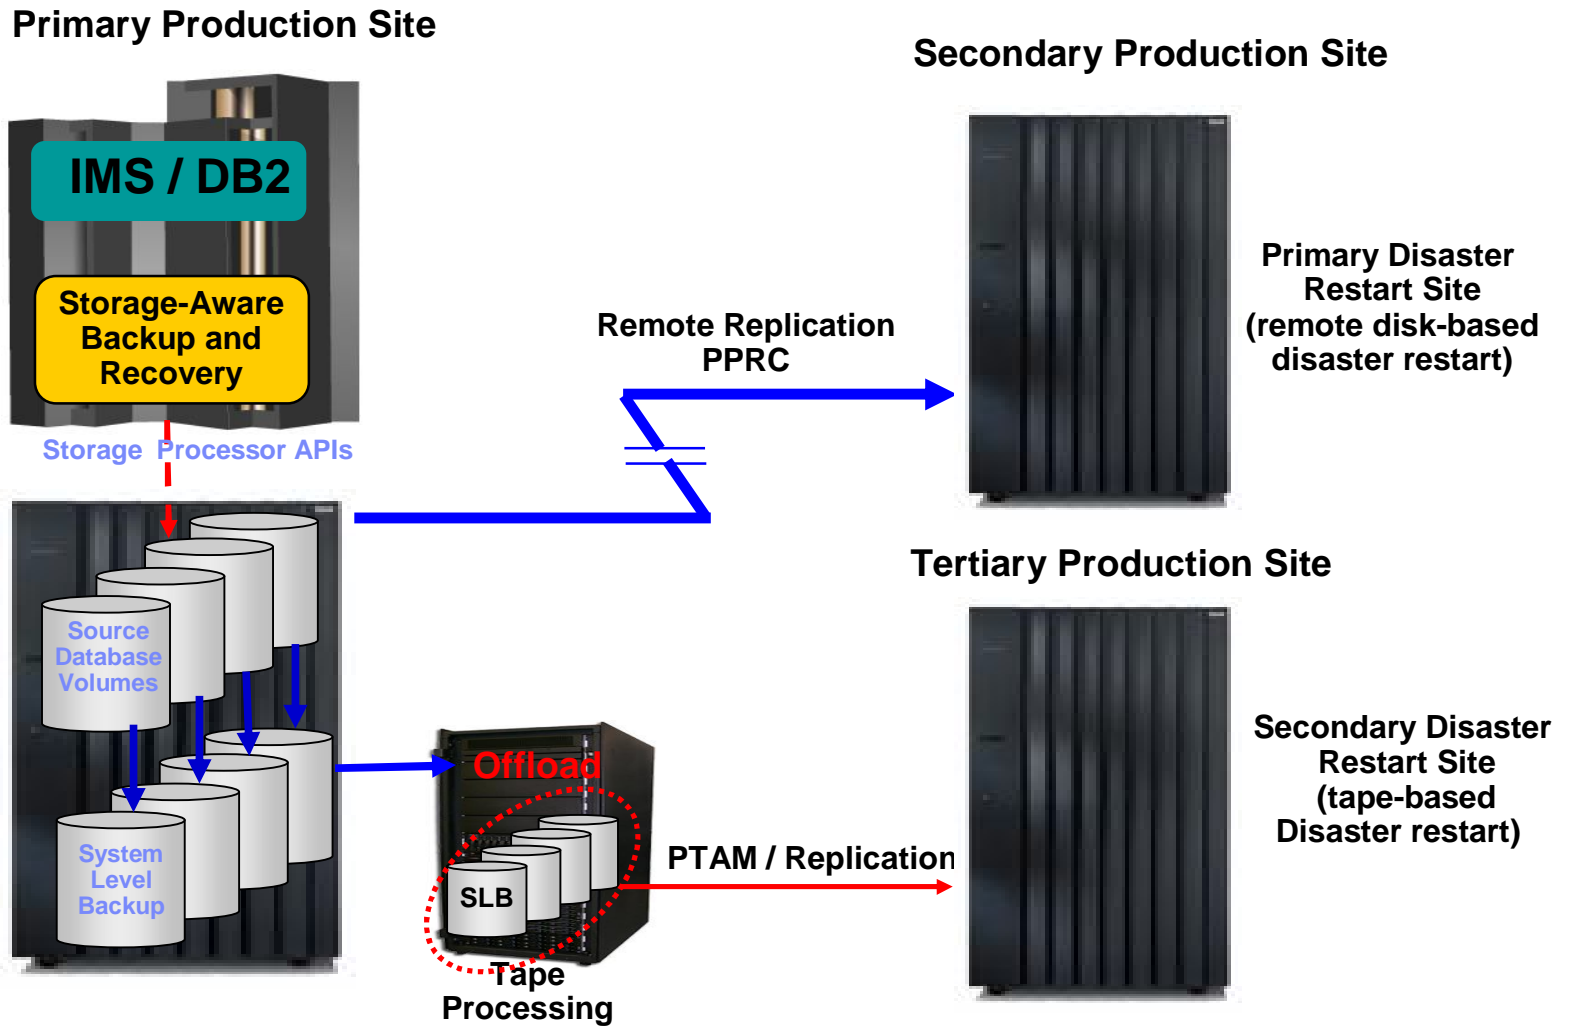 Primary Production Site
Secondary Production Site
IMS / DB2
Storage-Aware
Backup and
Recovery
Storage Processor APIs
Remote Replication
PPRC
Primary Disaster
Restart Site
(remote disk-based
disaster restart)
Source
Database
Volumes
System
Level
Backup
Offload
SLB
Tape
Processing
PTAM / Replication
Tertiary Production Site
Secondary Disaster
Restart Site
(tape-based
Disaster restart)